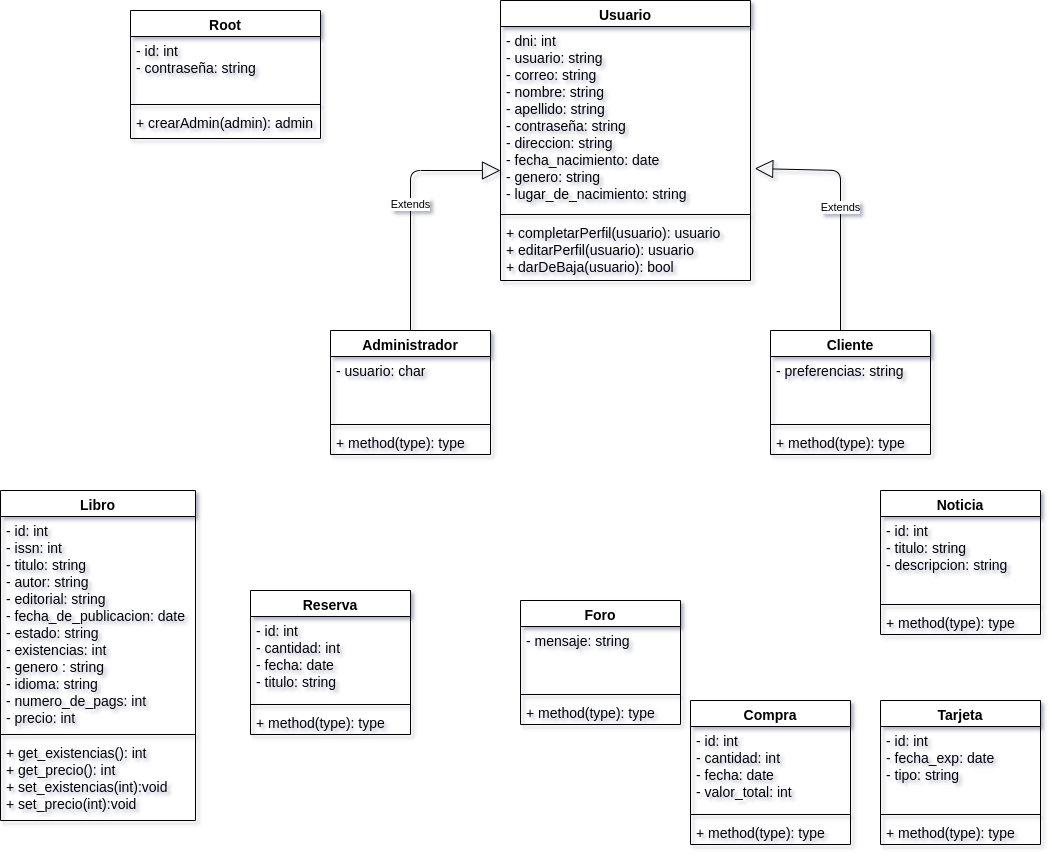 Root
- id: int
- contraseña: string
+ crearAdmin(admin): admin
Usuario
- dni: int
- usuario: string
- correo: string
- nombre: string
- apellido: string
- contraseña: string
- direccion: string
- fecha_nacimiento: date
- genero: string
- lugar_de_nacimiento: string
+ completarPerfil(usuario): usuario
+ editarPerfil(usuario): usuario
+ darDeBaja(usuario): bool
Extends
Extends
Administrador
- usuario: char
+ method(type): type
Cliente
- preferencias: string
+ method(type): type
Libro
- id: int
- issn: int
- titulo: string
- autor: string
- editorial: string
- fecha_de_publicacion: date
- estado: string
- existencias: int
- genero : string
- idioma: string
- numero_de_pags: int
- precio: int
+ get_existencias(): int
+ get_precio(): int
+ set_existencias(int):void
+ set_precio(int):void
Reserva
- id: int
- cantidad: int
- fecha: date
- titulo: string
+ method(type): type
Foro
- mensaje: string
+ method(type): type
Noticia
- id: int
- titulo: string
- descripcion: string
+ method(type): type
Compra
- id: int
- cantidad: int
- fecha: date
- valor_total: int
+ method(type): type
Tarjeta
- id: int
- fecha_exp: date
- tipo: string
+ method(type): type